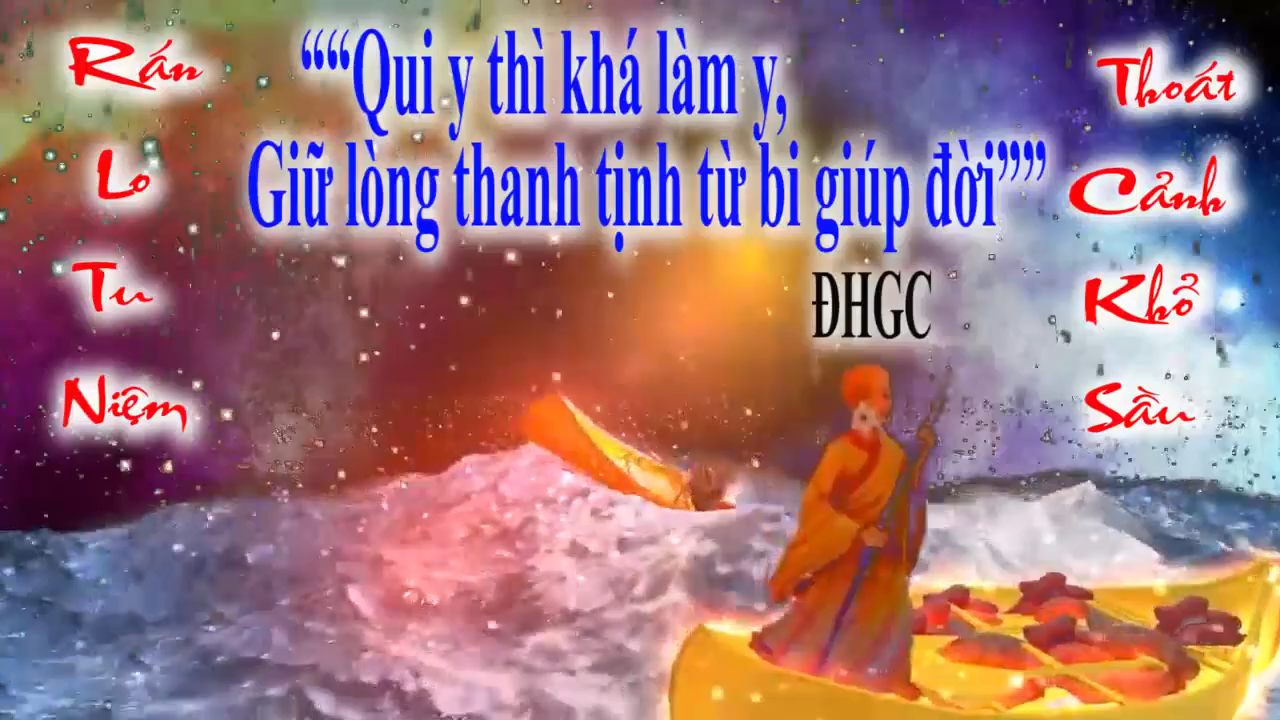 Rán
Lo
Tu
Niệm
““Qui y thì khá làm y,
Giữ lòng thanh tịnh từ bi giúp đời””
ĐHGC
Thoát
Cảnh
Khổ
Sầu